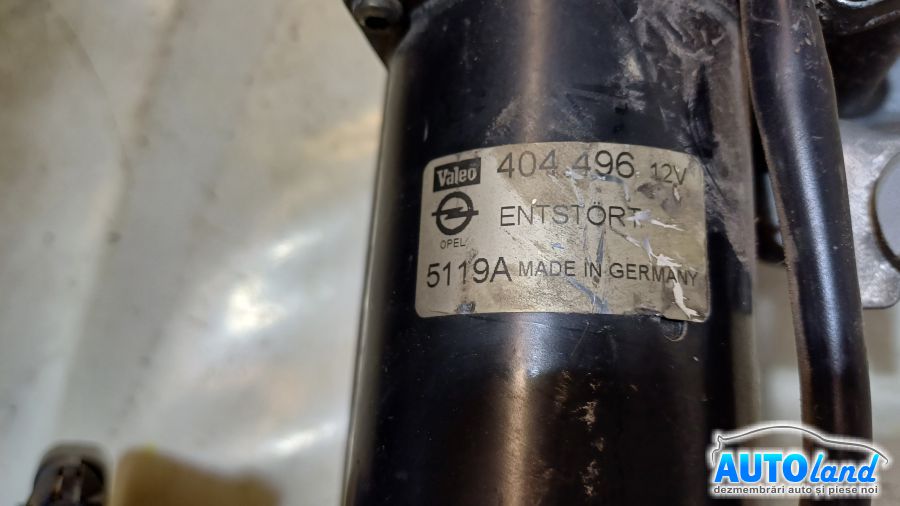 Valeo 404 496 12V
ENTSTÖRT
OPEL
5119A MADE IN GERMANY
AUTOland
dezmembrări auto și piese noi